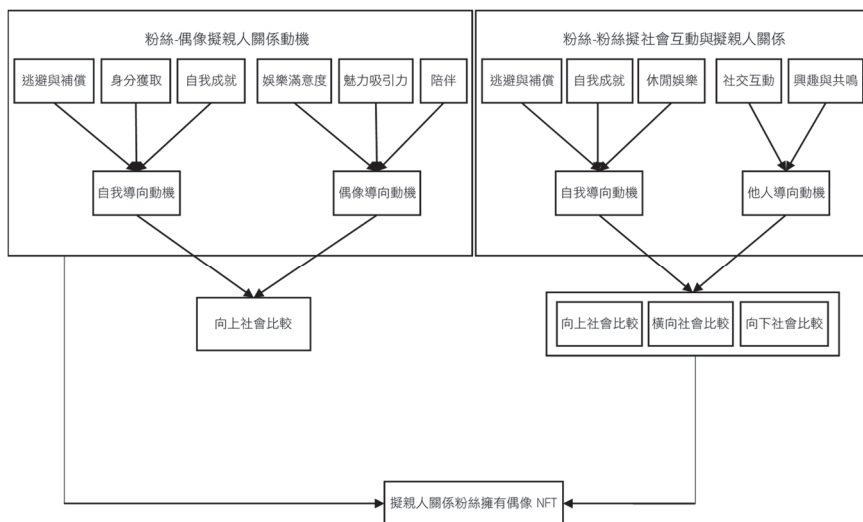 粉絲-偶像擬親人關係動機
粉絲-粉絲擬社會互動與擬親人關係
逃避與補償
身分獲取
自我成就
娛樂滿意度
魅力吸引力
陪伴
逃避與補償
自我成就
休閒娛樂
社交互動
興趣與共鳴
自我導向動機
偶像導向動機
自我導向動機
他人導向動機
向上社會比較
向上社會比較
橫向社會比較
向下社會比較
擬親人關係粉絲擁有偶像 NFT